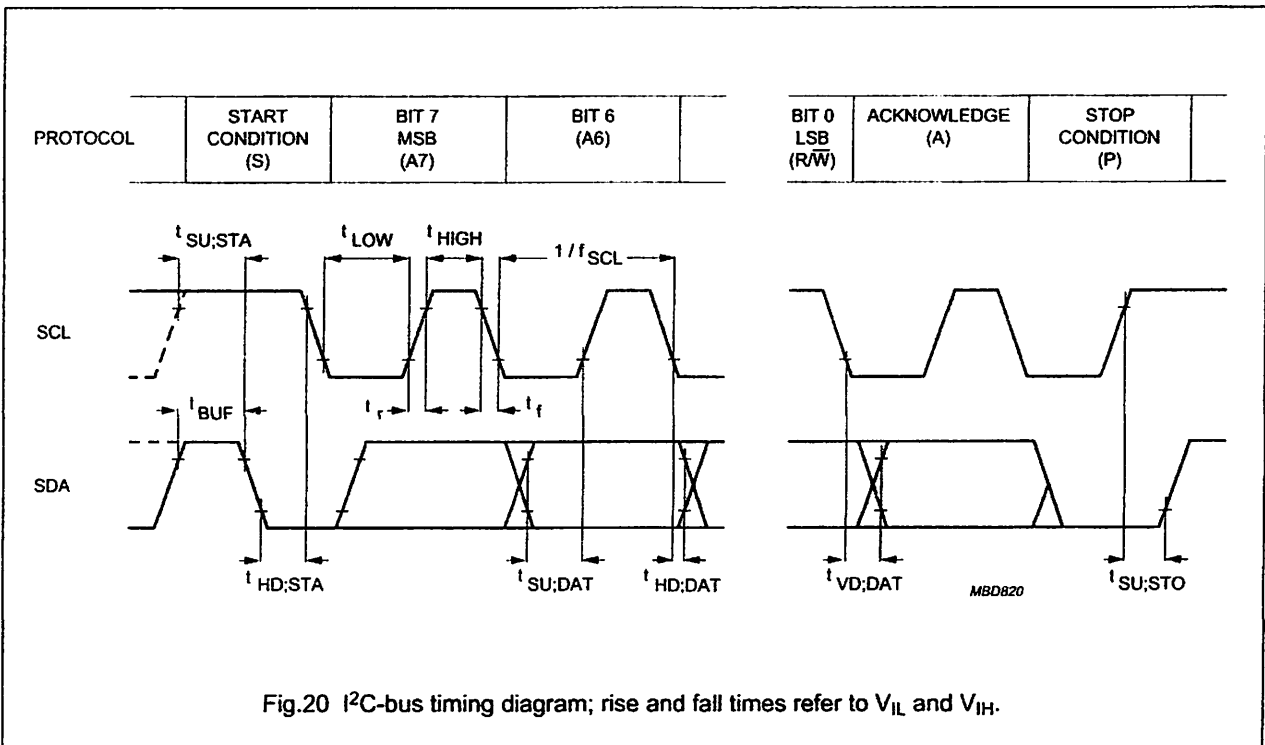 PROTOCOL
START CONDITION (S)
BIT 7 MSB (A7)
BIT 6 (A6)
BIT 0 LSB (R/W̅)
ACKNOWLEDGE (A)
STOP CONDITION (P)
t SU;STA
t LOW
t HIGH
1 / f SCL
SCL
t BUF
t r
t f
SDA
t HD;STA
t SU;DAT
t HD;DAT
t VD;DAT
MBD820
t SU;STO
Fig.20 I²C-bus timing diagram; rise and fall times refer to VIL and VIH.